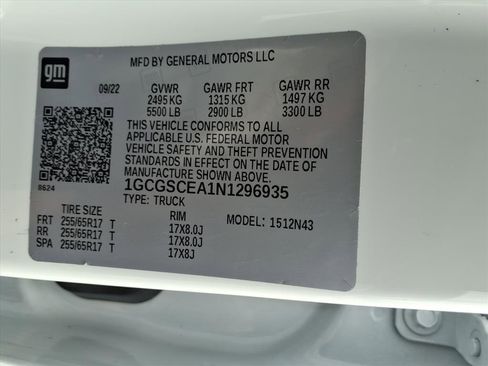 gm
MFD BY GENERAL MOTORS LLC
09/22 GVWR GAWR FRT GAWR RR
2495 KG 1315 KG 1497 KG
5500 LB 2900 LB 3300 LB
THIS VEHICLE CONFORMS TO ALL
APPLICABLE U.S. FEDERAL MOTOR
VEHICLE SAFETY AND THEFT PREVENTION
STANDARDS IN EFFECT ON THE DATE OF
MANUFACTURE SHOWN ABOVE.
8624 1GCGSCEA1N1296935
TYPE: TRUCK
TIRE SIZE RIM MODEL: 1512N43
FRT 255/65R17 T 17X8.0J
RR 255/65R17 T 17X8.0J
SPA 255/65R17 T 17X8J